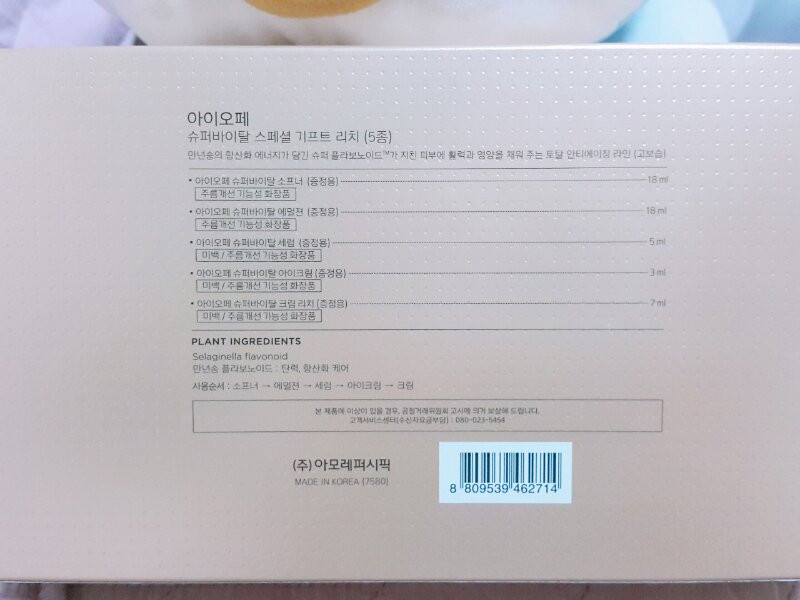 아이오페
슈퍼바이탈 스페셜 기프트 리치 (5종)
만년송의 항산화 에너지가 담긴 슈퍼 플라보노이드™가 지친 피부에 활력과 영양을 채워 주는 토탈 안티에이징 라인 (고보습)
• 아이오페 슈퍼바이탈 소프너 (증정용) 18 ml
주름개선 기능성 화장품
• 아이오페 슈퍼바이탈 에멀젼 (증정용) 18 ml
주름개선 기능성 화장품
• 아이오페 슈퍼바이탈 세럼 (증정용) 5 ml
미백 / 주름개선 기능성 화장품
• 아이오페 슈퍼바이탈 아이크림 (증정용) 3 ml
미백 / 주름개선 기능성 화장품
• 아이오페 슈퍼바이탈 크림 리치 (증정용) 7 ml
미백 / 주름개선 기능성 화장품
PLANT INGREDIENTS
Selaginella flavonoid
만년송 플라보노이드 : 탄력, 항산화 케어
사용순서 : 소프너 → 에멀젼 → 세럼 → 아이크림 → 크림
본 제품에 이상이 있을 경우, 공정거래위원회 고시에 의거 보상해 드립니다.
고객서비스센터(수신자요금부담) : 080-023-5454
(주)아모레퍼시픽
MADE IN KOREA (7580)
8 809539 462714